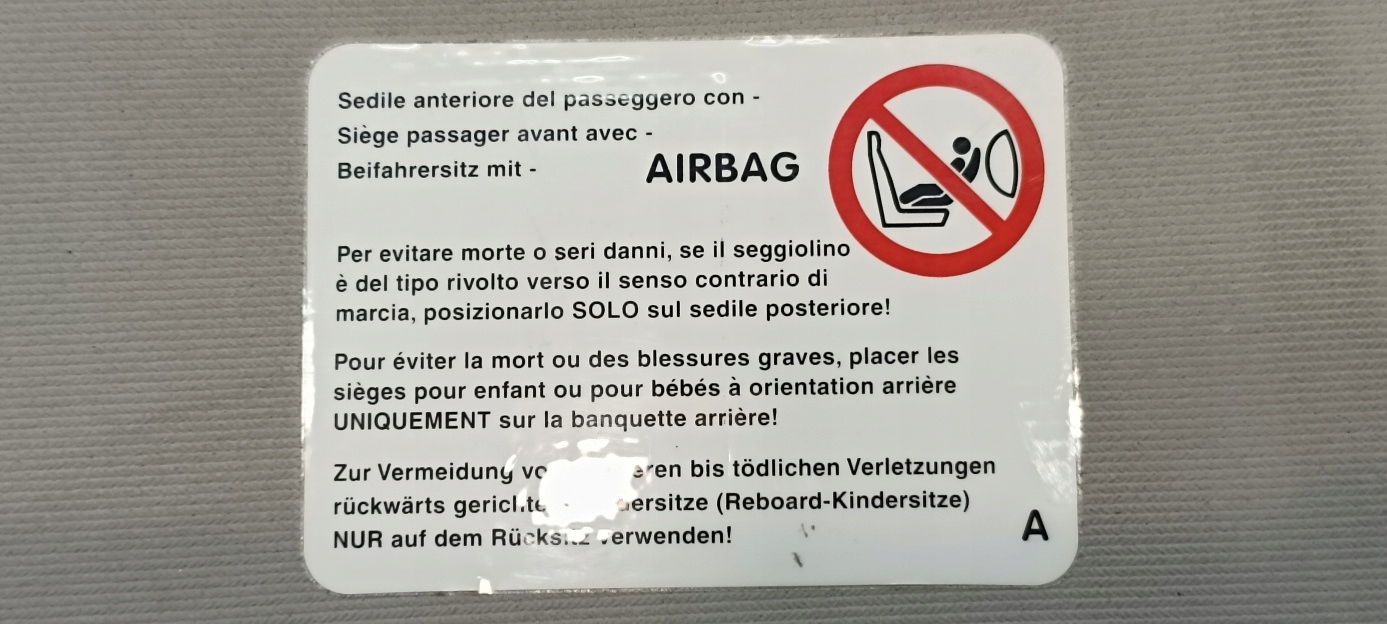 Sedile anteriore del passeggero con -
Siège passager avant avec -
Beifahrersitz mit -
AIRBAG
Per evitare morte o seri danni, se il seggiolino
è del tipo rivolto verso il senso contrario di
marcia, posizionarlo SOLO sul sedile posteriore!
Pour éviter la mort ou des blessures graves, placer les
sièges pour enfant ou pour bébés à orientation arrière
UNIQUEMENT sur la banquette arrière!
Zur Vermeidung bis tödlichen Verletzungen
rückwärts (Reboard-Kindersitze)
NUR auf dem Rücksitz verwenden!
A